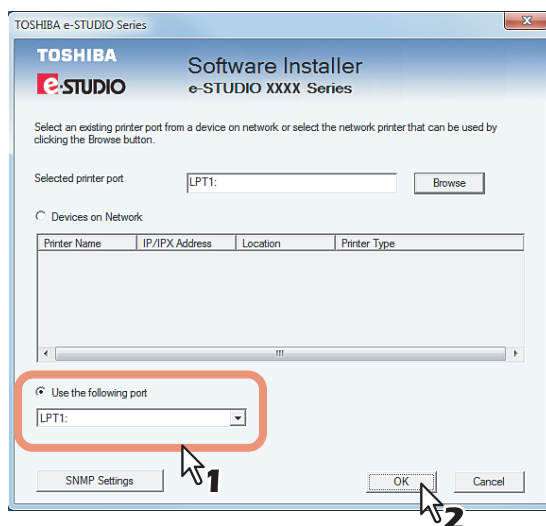 TOSHIBA e-STUDIO Series
TOSHIBA
e-STUDIO
Software Installer
e-STUDIO XXXX Series
Select an existing printer port from a device on network or select the network printer that can be used by
clicking the Browse button.
Selected printer port
LPT1:
Browse
Devices on Network
Printer Name IP/IPX Address Location Printer Type
Use the following port
LPT1:
1
SNMP Settings
OK
Cancel
2